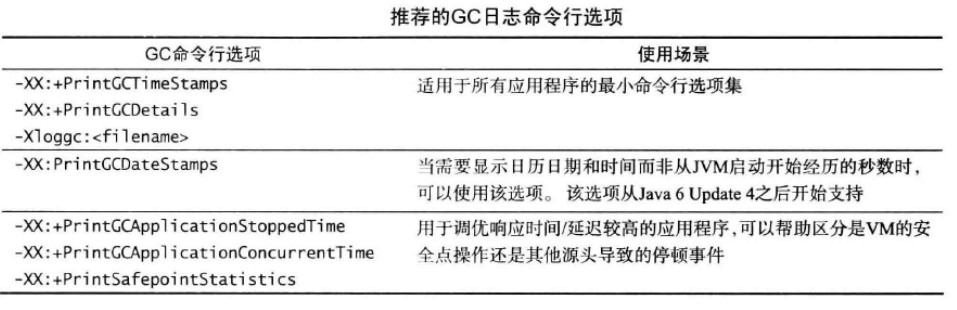 推荐的GC日志命令行选项
GC命令行选项 使用场景
-XX:+PrintGCTimeStamps 适用于所有应用程序的最小命令行选项集
-XX:+PrintGCDetails
-Xloggc:<filename>
-XX:PrintGCDateStamps 当需要显示日历日期和时间而非从JVM启动开始经历的秒数时，
可以使用该选项。该选项从Java 6 Update 4之后开始支持
-XX:+PrintGCApplicationStoppedTime 用于调优响应时间/延迟较高的应用程序，可以帮助区分是VM的安
-XX:+PrintGCApplicationConcurrentTime 全点操作还是其他源头导致的停顿事件
-XX:+PrintSafepointStatistics